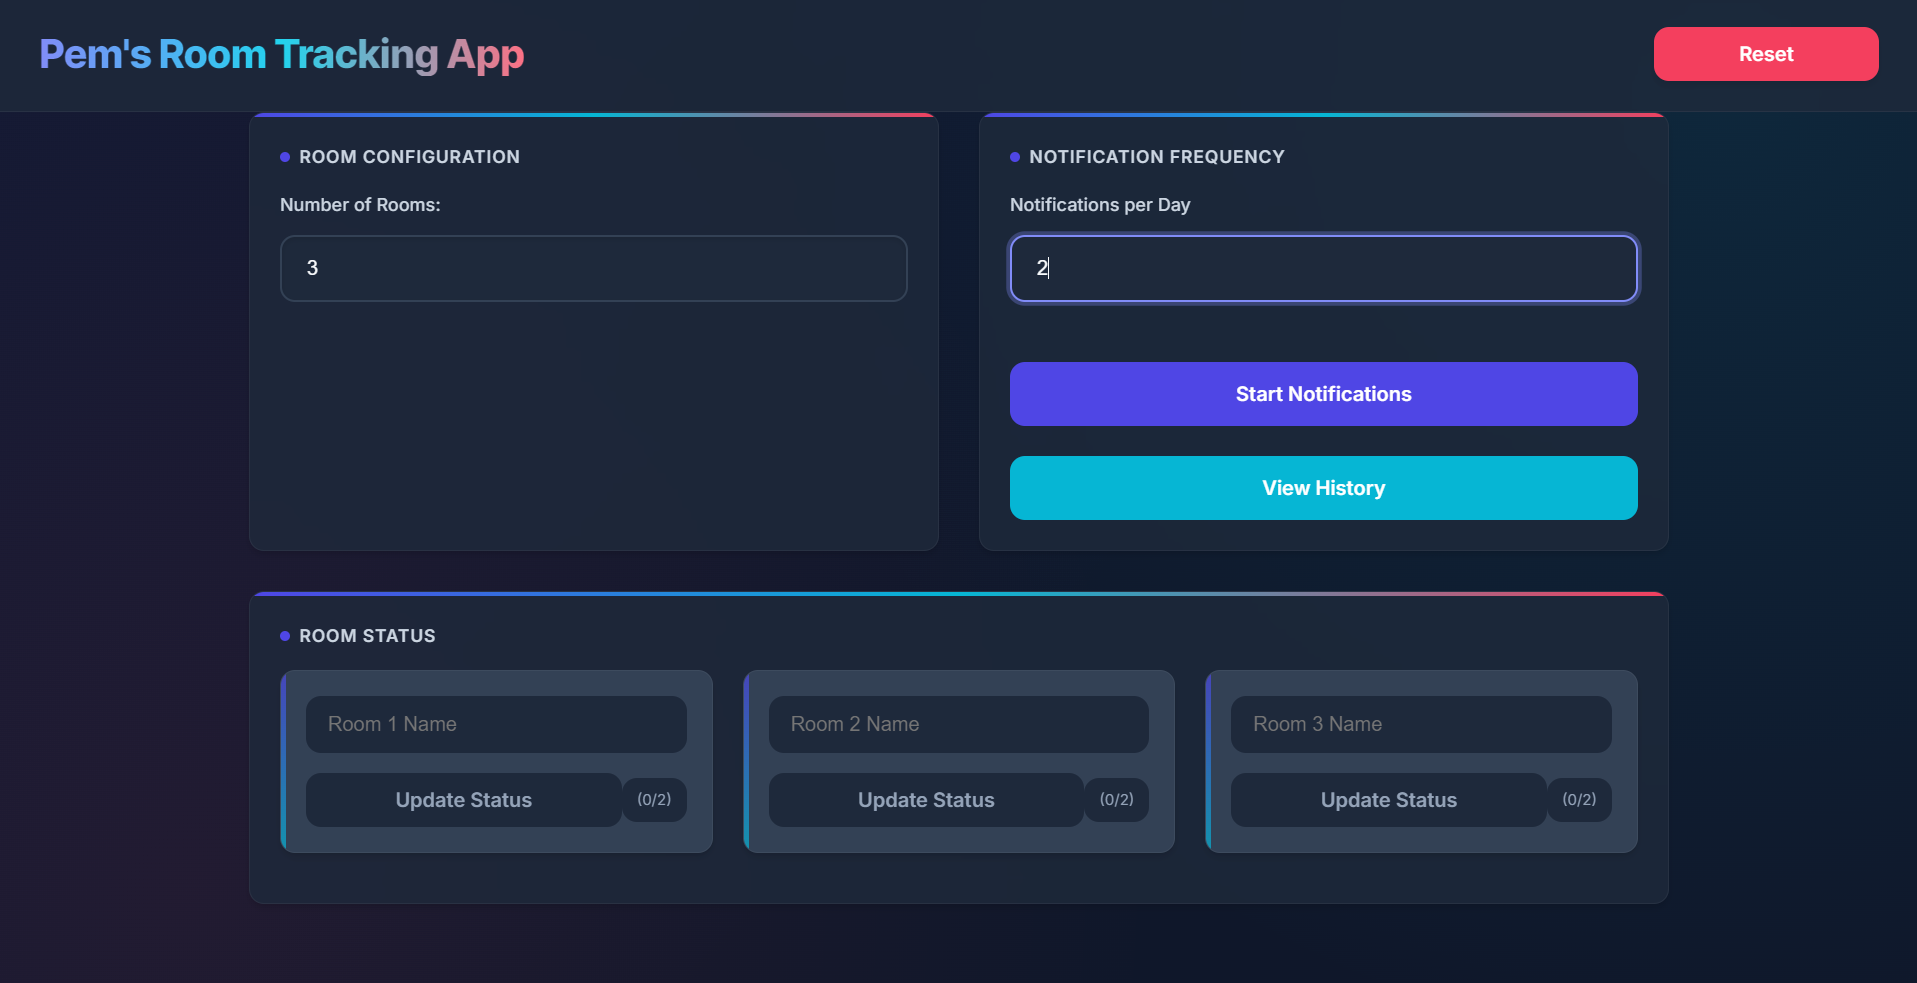 Pem's Room Tracking App
Reset
ROOM CONFIGURATION
Number of Rooms:
3
NOTIFICATION FREQUENCY
Notifications per Day
2
Start Notifications
View History
ROOM STATUS
Room 1 Name
Update Status (0/2)
Room 2 Name
Update Status (0/2)
Room 3 Name
Update Status (0/2)